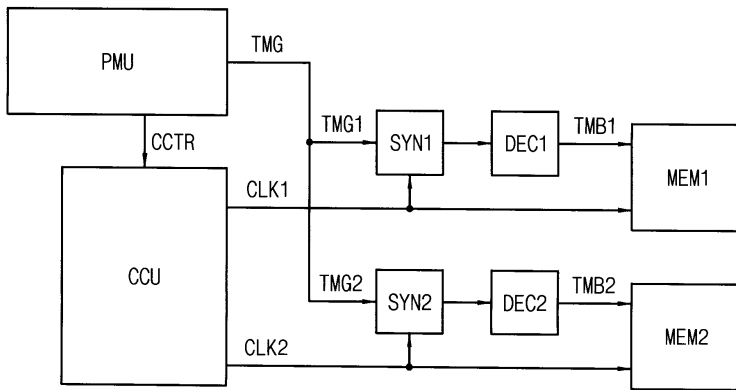 PMU
TMG
CCTR
TMG1
SYN1
DEC1
TMB1
MEM1
CLK1
CCU
TMG2
SYN2
DEC2
TMB2
MEM2
CLK2